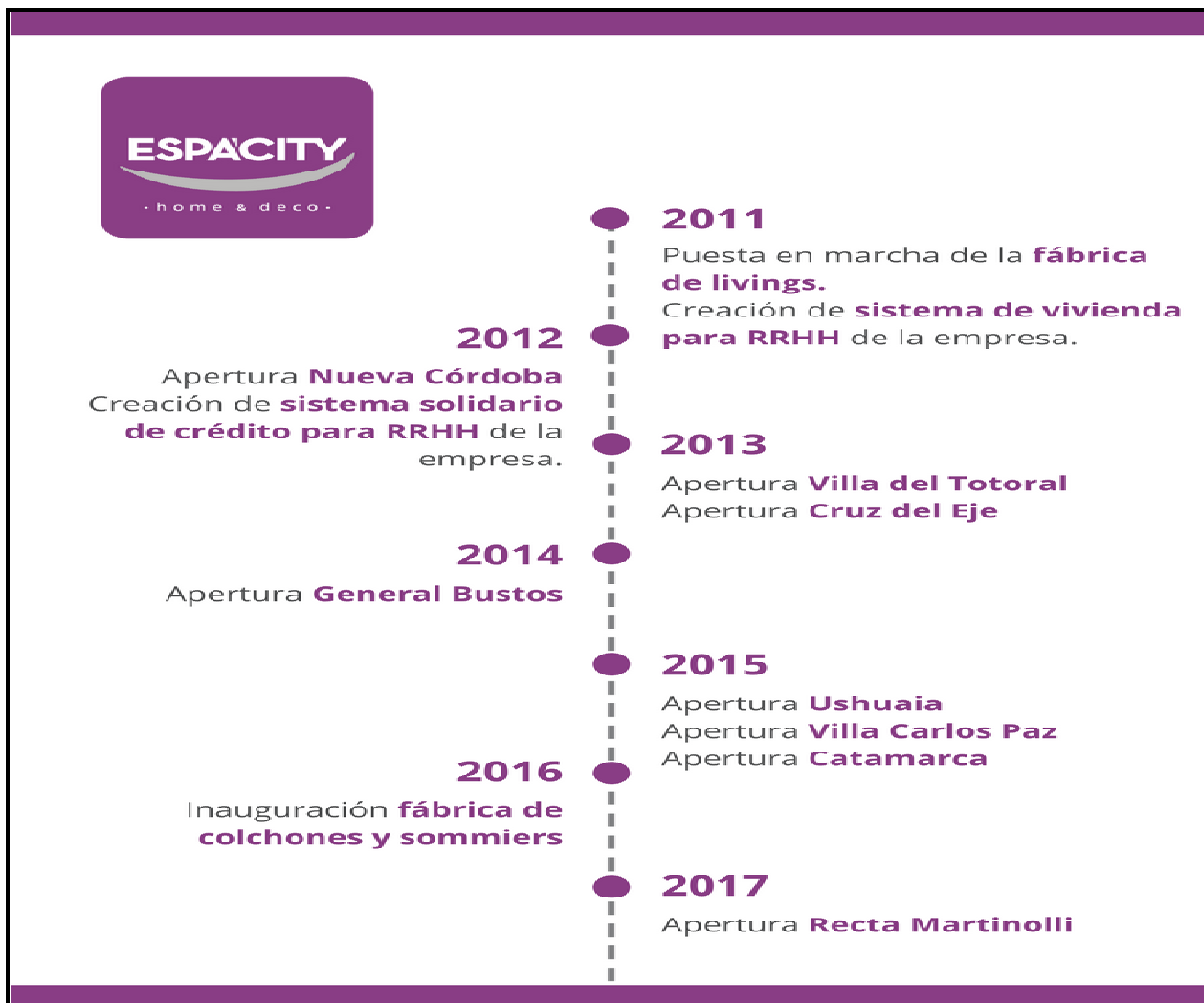 ESPACITY
·home & deco·
2011
Puesta en marcha de la fábrica
de livings.
Creación de sistema de vivienda
para RRHH de la empresa.
2012
Apertura Nueva Córdoba
Creación de sistema solidario
de crédito para RRHH de la
empresa.
2013
Apertura Villa del Totoral
Apertura Cruz del Eje
2014
Apertura General Bustos
2015
Apertura Ushuaia
Apertura Villa Carlos Paz
Apertura Catamarca
2016
Inauguración fábrica de
colchones y sommiers
2017
Apertura Recta Martinolli